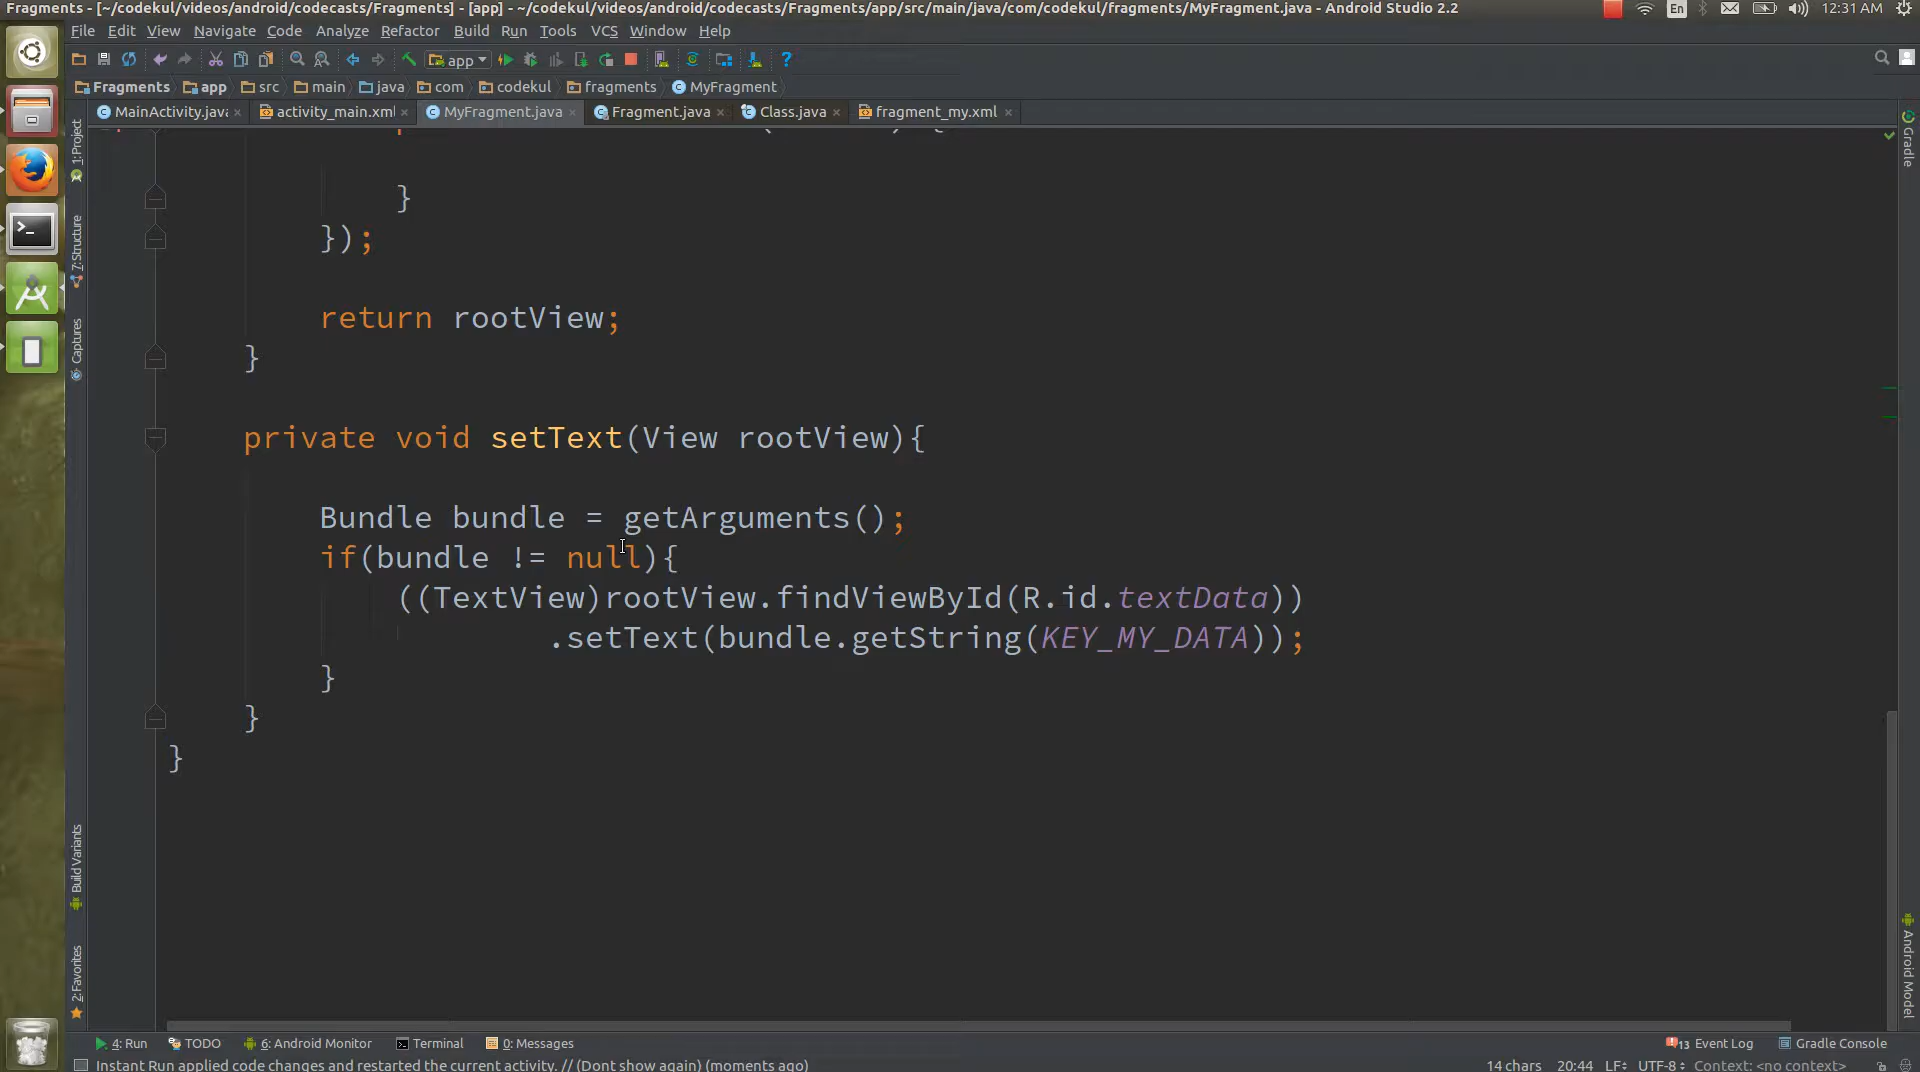 Fragments - [~/codekul/videos/android/codecasts/Fragments] - [app] - ~/codekul/videos/android/codecasts/Fragments/app/src/main/java/com/codekul/fragments/MyFragment.java - Android Studio 2.2
En
12:31 AM
File Edit View Navigate Code Analyze Refactor Build Run Tools VCS Window Help
app
Fragments app src main java com codekul fragments MyFragment
MainActivity.java activity_main.xml MyFragment.java Fragment.java Class.java fragment_my.xml
1: Project
7: Structure
Captures
Build Variants
2: Favorites
Gradle
Android Model
}
});
return rootView;
}
private void setText(View rootView){
Bundle bundle = getArguments();
if(bundle != null){
((TextView)rootView.findViewById(R.id.textData))
.setText(bundle.getString(KEY_MY_DATA));
}
}
}
4: Run TODO 6: Android Monitor Terminal 0: Messages 13 Event Log Gradle Console
Instant Run applied code changes and restarted the current activity. // (Dont show again) (moments ago) 14 chars 20:44 LF UTF-8 Context: <no context>